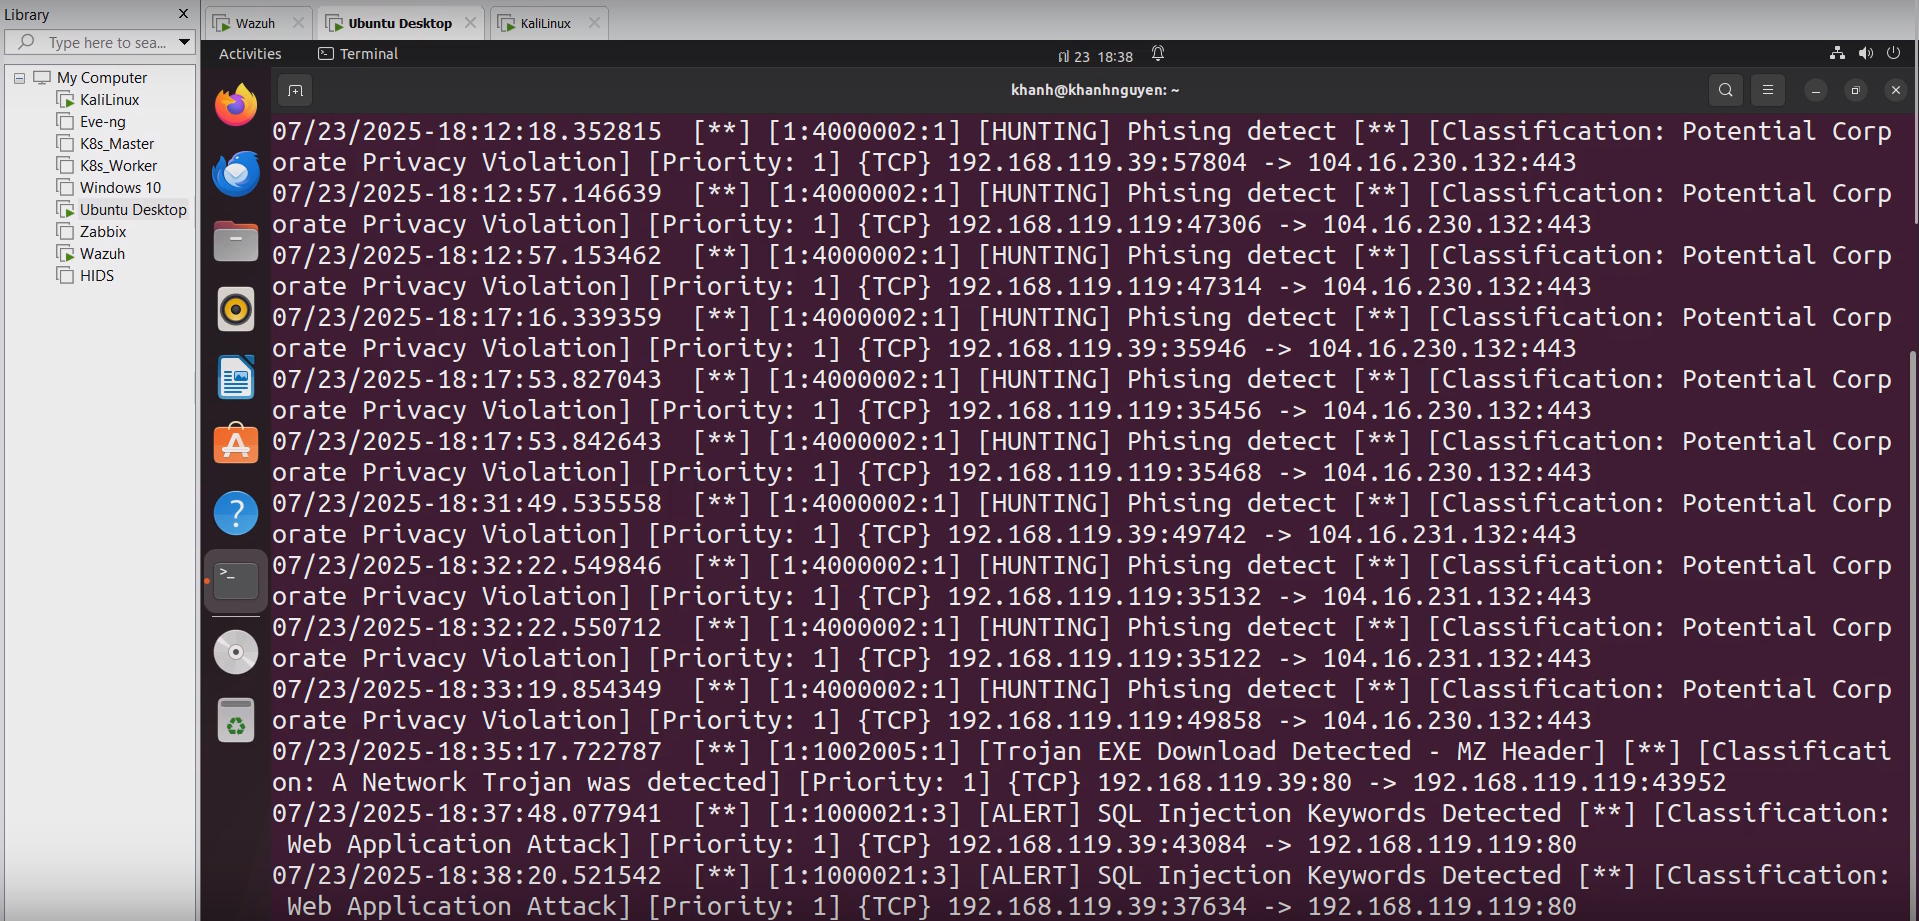 Library X
Type here to sea...
My Computer
KaliLinux
Eve-ng
K8s_Master
K8s_Worker
Windows 10
Ubuntu Desktop
Zabbix
Wazuh
HIDS
Wazuh
Ubuntu Desktop
KaliLinux
Activities Terminal 23 18:38
khanh@khanhnguyen: ~
07/23/2025-18:12:18.352815 [**] [1:4000002:1] [HUNTING] Phising detect [**] [Classification: Potential Corp
orate Privacy Violation] [Priority: 1] {TCP} 192.168.119.39:57804 -> 104.16.230.132:443
07/23/2025-18:12:57.146639 [**] [1:4000002:1] [HUNTING] Phising detect [**] [Classification: Potential Corp
orate Privacy Violation] [Priority: 1] {TCP} 192.168.119.119:47306 -> 104.16.230.132:443
07/23/2025-18:12:57.153462 [**] [1:4000002:1] [HUNTING] Phising detect [**] [Classification: Potential Corp
orate Privacy Violation] [Priority: 1] {TCP} 192.168.119.119:47314 -> 104.16.230.132:443
07/23/2025-18:17:16.339359 [**] [1:4000002:1] [HUNTING] Phising detect [**] [Classification: Potential Corp
orate Privacy Violation] [Priority: 1] {TCP} 192.168.119.39:35946 -> 104.16.230.132:443
07/23/2025-18:17:53.827043 [**] [1:4000002:1] [HUNTING] Phising detect [**] [Classification: Potential Corp
orate Privacy Violation] [Priority: 1] {TCP} 192.168.119.119:35456 -> 104.16.230.132:443
07/23/2025-18:17:53.842643 [**] [1:4000002:1] [HUNTING] Phising detect [**] [Classification: Potential Corp
orate Privacy Violation] [Priority: 1] {TCP} 192.168.119.119:35468 -> 104.16.230.132:443
07/23/2025-18:31:49.535558 [**] [1:4000002:1] [HUNTING] Phising detect [**] [Classification: Potential Corp
orate Privacy Violation] [Priority: 1] {TCP} 192.168.119.39:49742 -> 104.16.231.132:443
07/23/2025-18:32:22.549846 [**] [1:4000002:1] [HUNTING] Phising detect [**] [Classification: Potential Corp
orate Privacy Violation] [Priority: 1] {TCP} 192.168.119.119:35132 -> 104.16.231.132:443
07/23/2025-18:32:22.550712 [**] [1:4000002:1] [HUNTING] Phising detect [**] [Classification: Potential Corp
orate Privacy Violation] [Priority: 1] {TCP} 192.168.119.119:35122 -> 104.16.231.132:443
07/23/2025-18:33:19.854349 [**] [1:4000002:1] [HUNTING] Phising detect [**] [Classification: Potential Corp
orate Privacy Violation] [Priority: 1] {TCP} 192.168.119.119:49858 -> 104.16.230.132:443
07/23/2025-18:35:17.722787 [**] [1:1002005:1] [Trojan EXE Download Detected - MZ Header] [**] [Classificati
on: A Network Trojan was detected] [Priority: 1] {TCP} 192.168.119.39:80 -> 192.168.119.119:43952
07/23/2025-18:37:48.077941 [**] [1:1000021:3] [ALERT] SQL Injection Keywords Detected [**] [Classification:
Web Application Attack] [Priority: 1] {TCP} 192.168.119.39:43084 -> 192.168.119.119:80
07/23/2025-18:38:20.521542 [**] [1:1000021:3] [ALERT] SQL Injection Keywords Detected [**] [Classification:
Web Application Attack] [Priority: 1] {TCP} 192.168.119.39:37634 -> 192.168.119.119:80